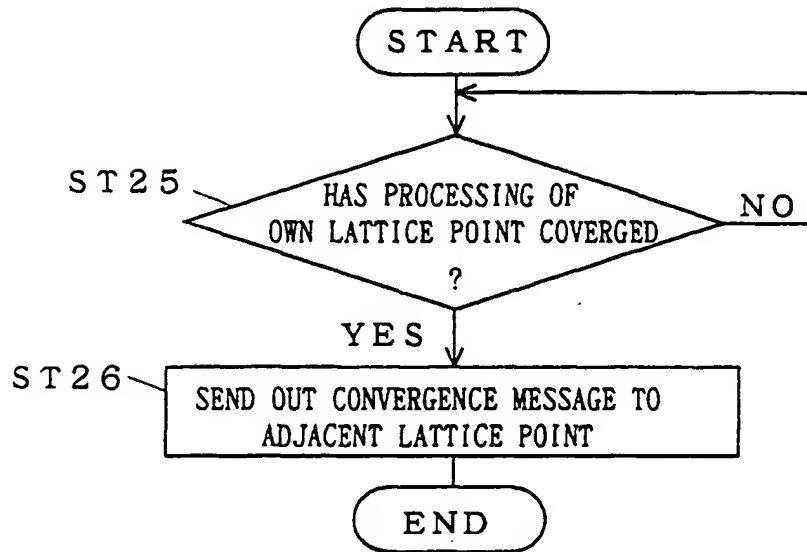 START
ST25
HAS PROCESSING OF
OWN LATTICE POINT COVERGED
?
NO
YES
ST26
SEND OUT CONVERGENCE MESSAGE TO
ADJACENT LATTICE POINT
END